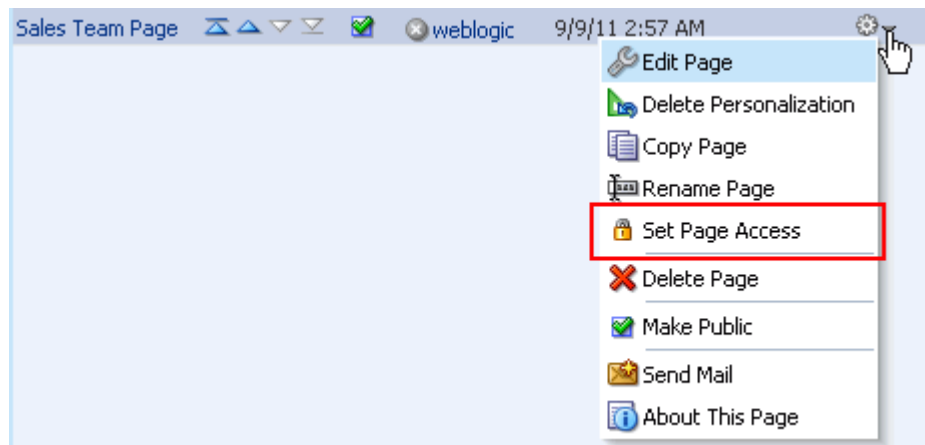 Sales Team Page weblogic 9/9/11 2:57 AM
Edit Page
Delete Personalization
Copy Page
Rename Page
Set Page Access
Delete Page
Make Public
Send Mail
About This Page